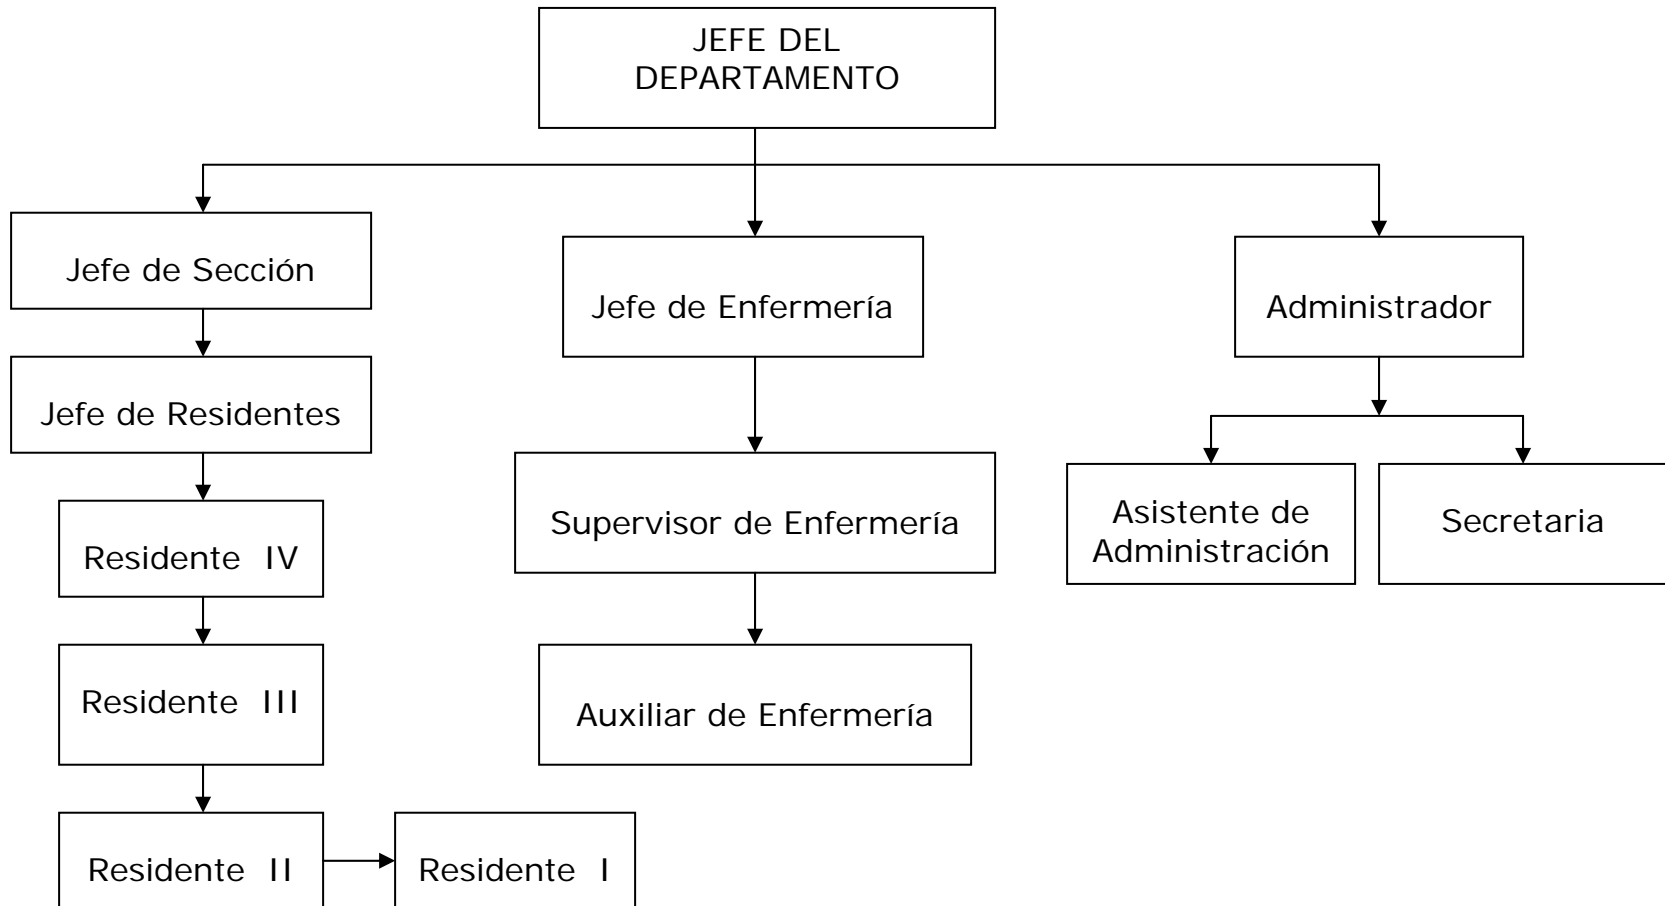 JEFE DEL
DEPARTAMENTO
Jefe de Sección
Jefe de Enfermería
Administrador
Jefe de Residentes
Supervisor de Enfermería
Asistente de
Administración
Secretaria
Residente IV
Residente III
Auxiliar de Enfermería
Residente II
Residente I